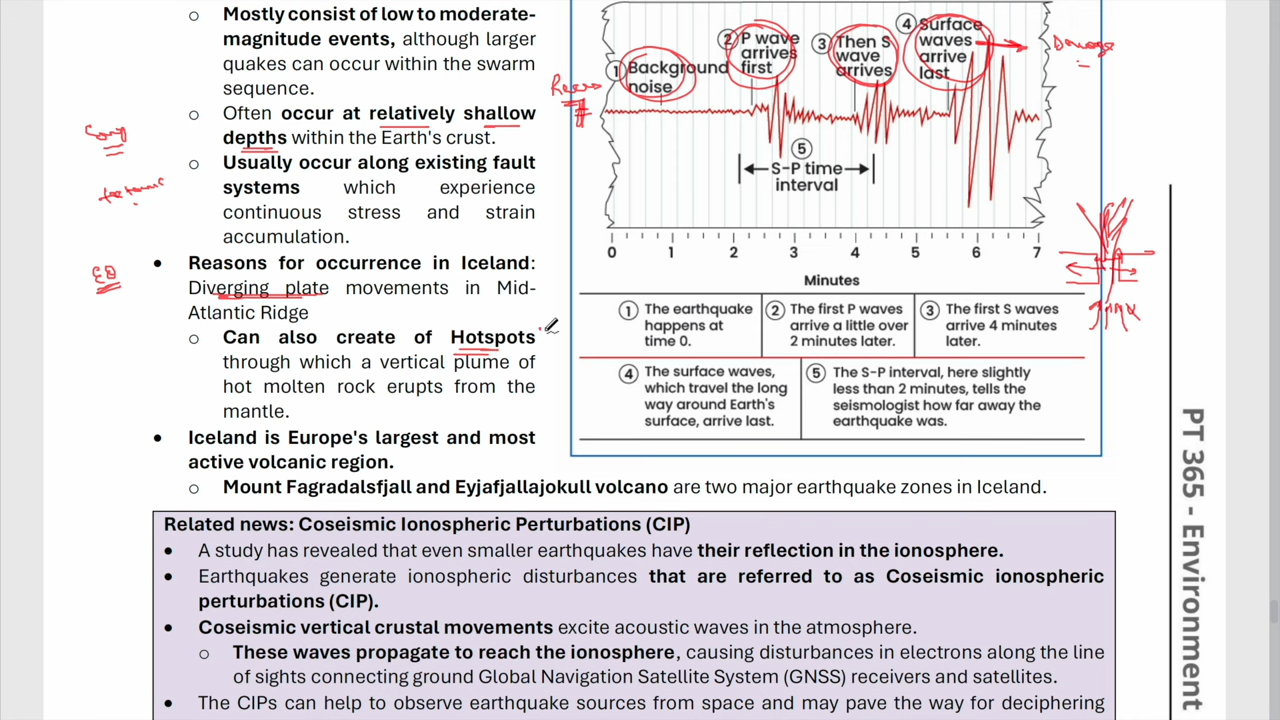 o Mostly consist of low to moderate-
magnitude events, although larger
quakes can occur within the swarm
sequence.
o Often occur at relatively shallow
depths within the Earth's crust.
o Usually occur along existing fault
systems which experience
continuous stress and strain
accumulation.
• Reasons for occurrence in Iceland:
Diverging plate movements in Mid-
Atlantic Ridge
o Can also create of Hotspots
through which a vertical plume of
hot molten rock erupts from the
mantle.
• Iceland is Europe's largest and most
active volcanic region.
o Mount Fagradalsfjall and Eyjafjallajokull volcano are two major earthquake zones in Iceland.
1 Background
noise
2 P wave
arrives
first
3 Then S
wave
arrives
4 Surface
waves
arrive
last
5
S-P time
interval
0 1 2 3 4 5 6 7
Minutes
1 The earthquake
happens at
time 0.
2 The first P waves
arrive a little over
2 minutes later.
3 The first S waves
arrive 4 minutes
later.
4 The surface waves,
which travel the long
way around Earth's
surface, arrive last.
5 The S-P interval, here slightly
less than 2 minutes, tells the
seismologist how far away the
earthquake was.
Related news: Coseismic Ionospheric Perturbations (CIP)
• A study has revealed that even smaller earthquakes have their reflection in the ionosphere.
• Earthquakes generate ionospheric disturbances that are referred to as Coseismic ionospheric
perturbations (CIP).
• Coseismic vertical crustal movements excite acoustic waves in the atmosphere.
o These waves propagate to reach the ionosphere, causing disturbances in electrons along the line
of sights connecting ground Global Navigation Satellite System (GNSS) receivers and satellites.
• The CIPs can help to observe earthquake sources from space and may pave the way for deciphering
PT 365 - Environment